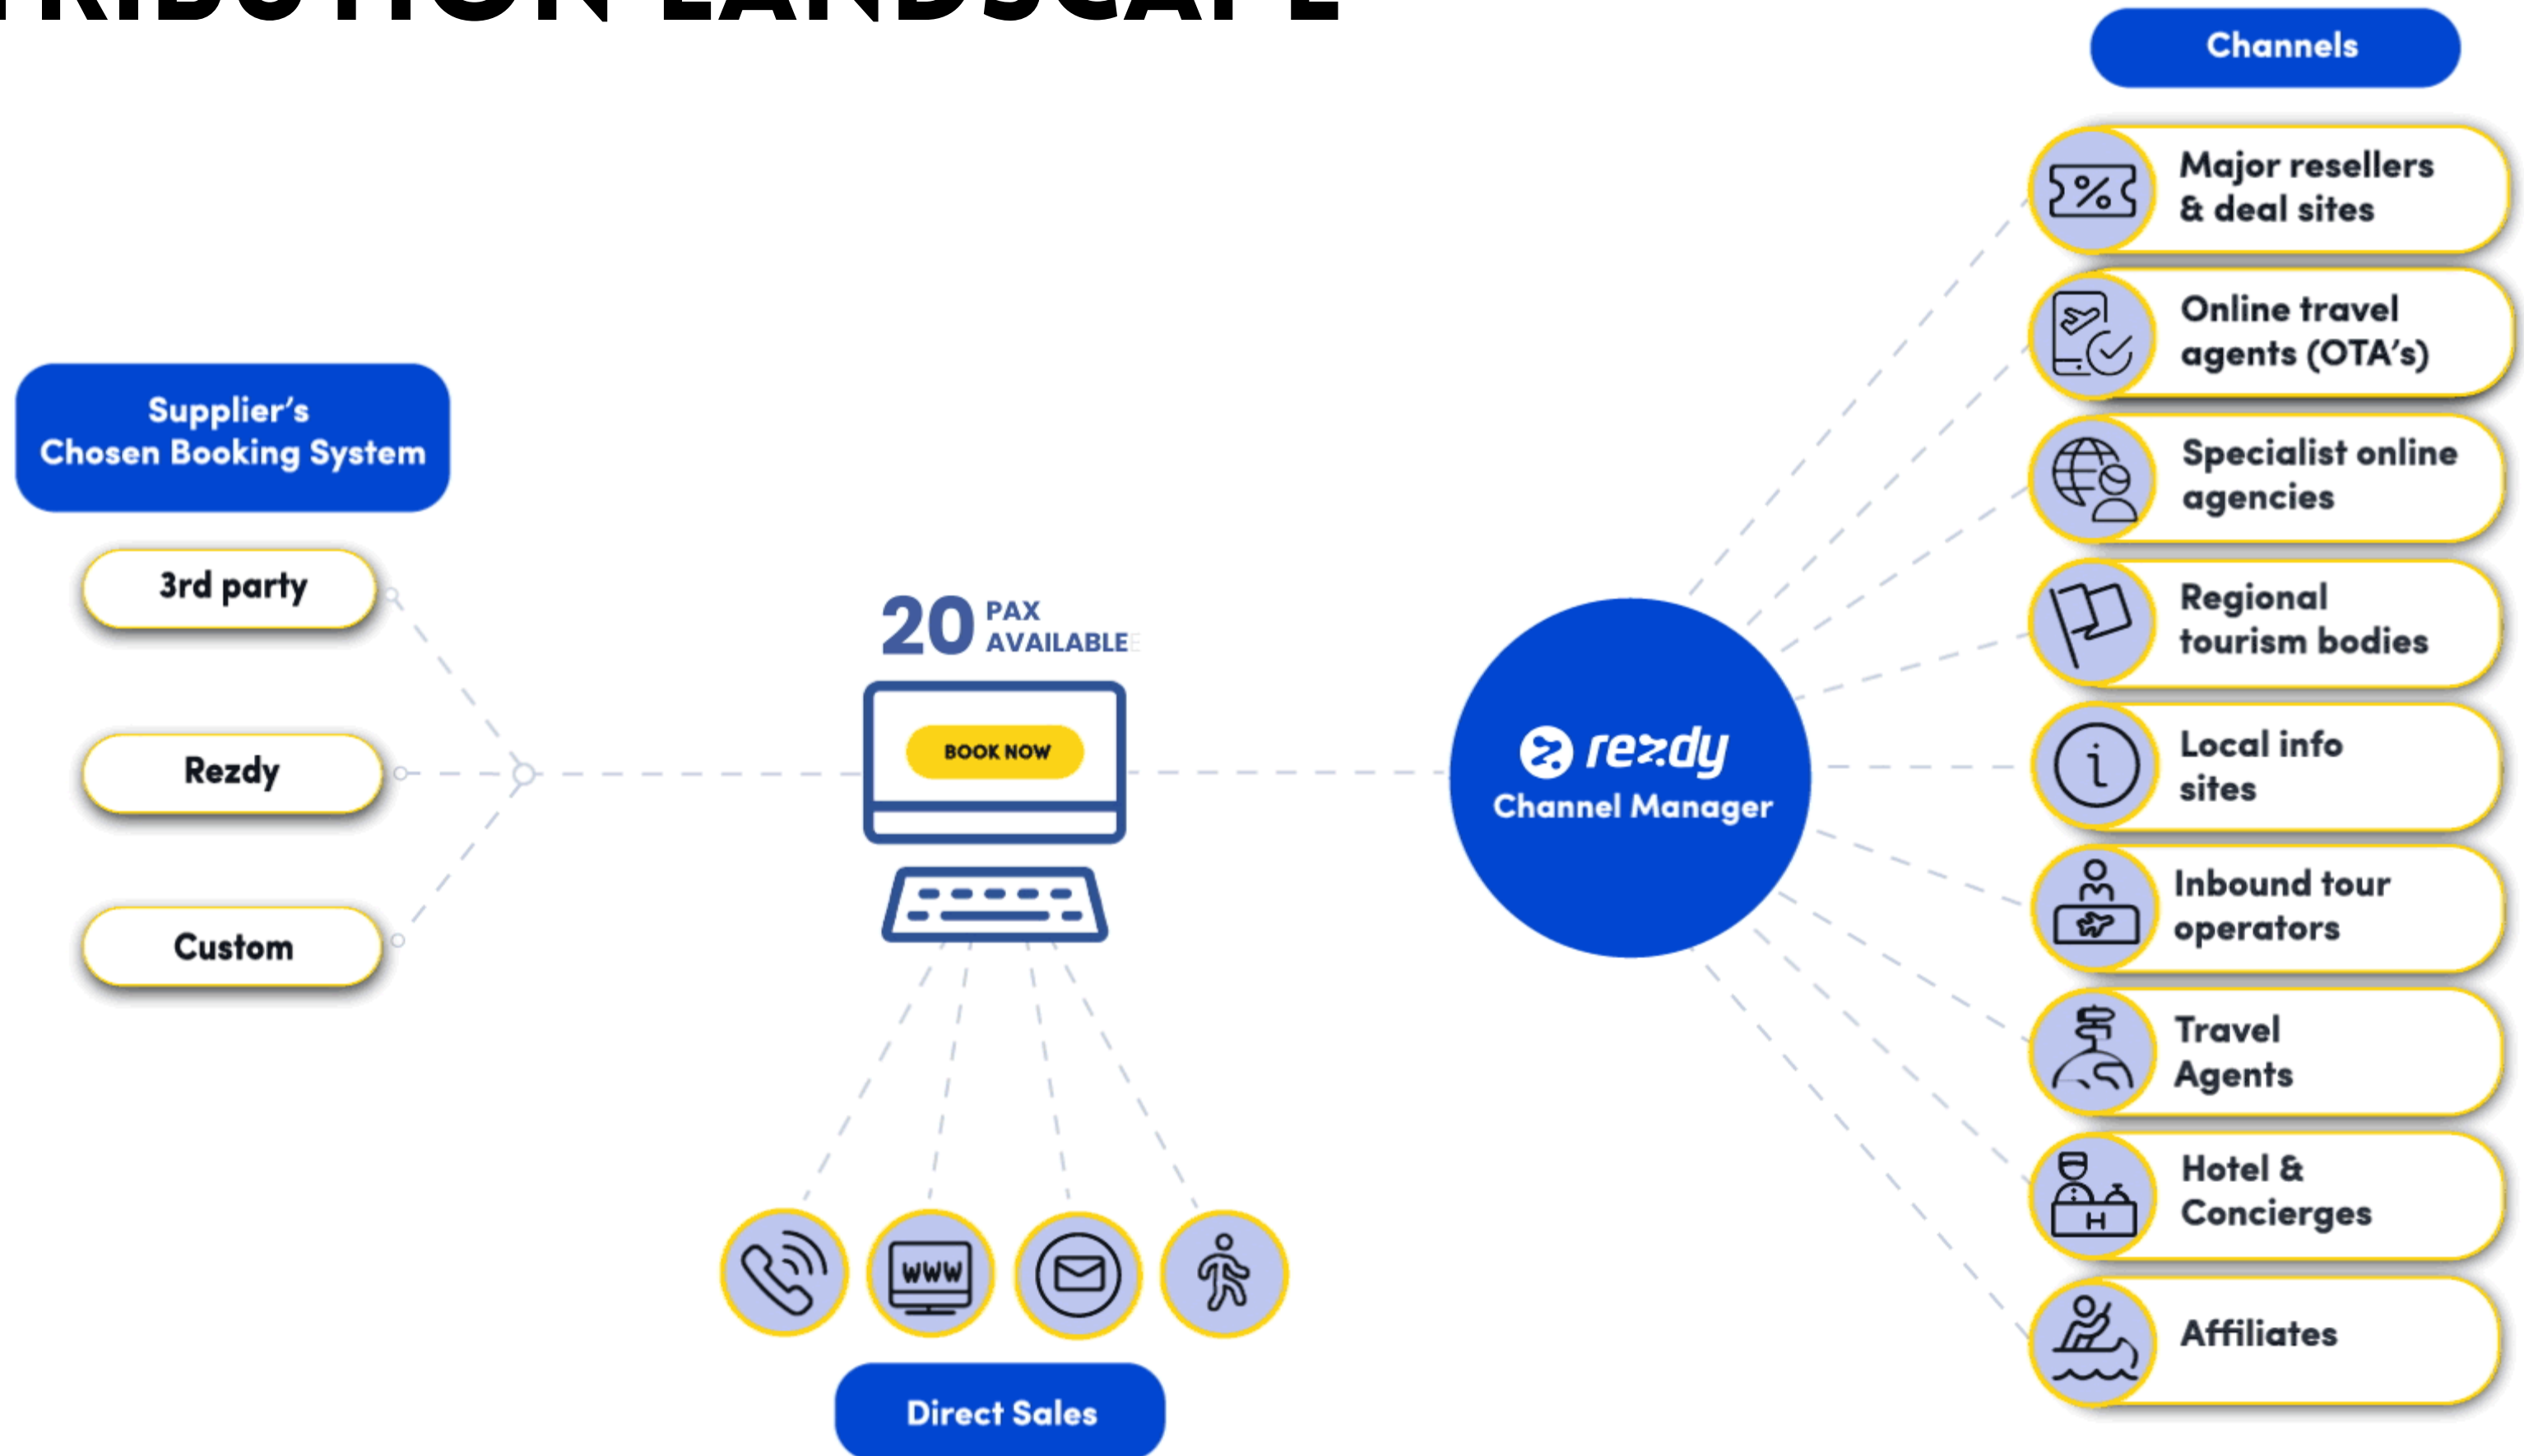 TRIBUTION LANDSCAPE
Channels
Major resellers
& deal sites
Online travel
agents (OTA's)
Specialist online
agencies
Regional
tourism bodies
Local info
sites
Inbound tour
operators
Travel
Agents
Hotel &
Concierges
Affiliates
Supplier's
Chosen Booking System
3rd party
Rezdy
Custom
20 PAX
AVAILABLE
BOOK NOW
rezdy
Channel Manager
WWW
H
Direct Sales